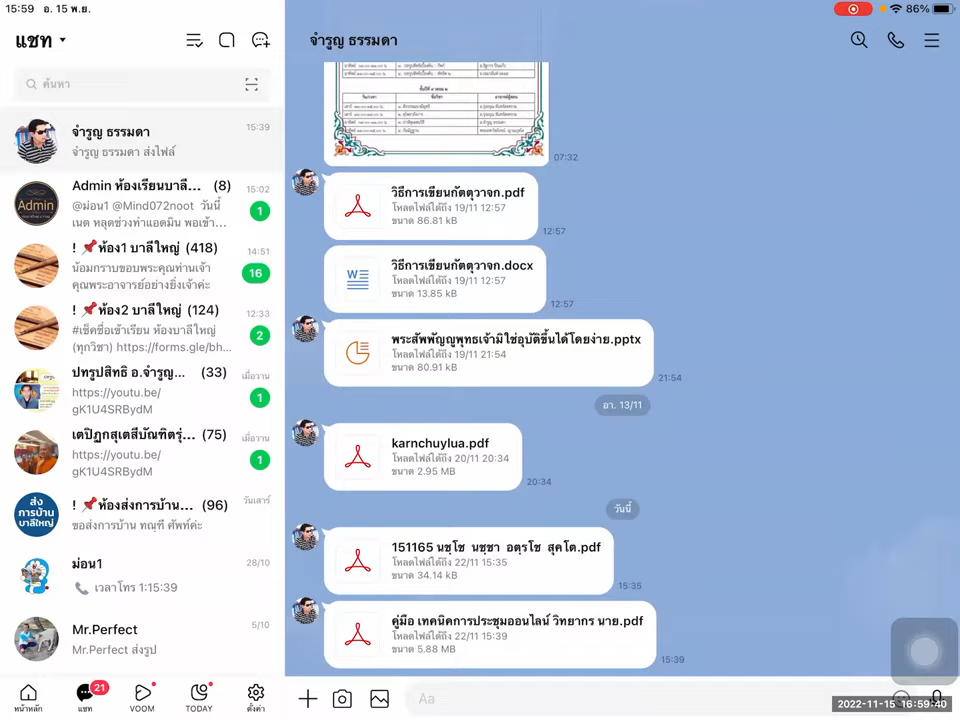 15:59 อ. 15 พ.ย.
86%
แชท
ค้นหา
จำรูญ ธรรมดา
15:39
จำรูญ ธรรมดา ส่งไฟล์
Admin ห้องเรียนบาลี... (8)
15:02
@ม่อน1 @Mind072noot วันนี้
เนต หลุดช่วงทำแอดมิน พอเข้า...
1
Admin
! 📌ห้อง1 บาลีใหญ่ (418)
14:51
น้อมกราบขอบพระคุณท่านเจ้า
คุณพระอาจารย์อย่างยิ่งเจ้าค่ะ
16
! 📌ห้อง2 บาลีใหญ่ (124)
12:33
#เช็คชื่อเข้าเรียน ห้องบาลีใหญ่
(ทุกวิชา) https://forms.gle/bh...
2
ปทรูปสิทธิ อ.จำรูญ... (33)
เมื่อวาน
https://youtu.be/
gK1U4SRBydM
1
เตปิฎกสุเตสีบัณฑิตรุ่... (75)
เมื่อวาน
https://youtu.be/
gK1U4SRBydM
1
! 📌ห้องส่งการบ้าน... (96)
วันเสาร์
ขอส่งการบ้าน ทณฺฑี ศัพท์ค่ะ
ส่ง
การบ้าน
บาลีใหญ่
ม่อน1
28/10
เวลาโทร 1:15:39
Mr.Perfect
5/10
Mr.Perfect ส่งรูป
หน้าหลัก
21
แชท
VOOM
TODAY
ตั้งค่า
จำรูญ ธรรมดา
07:32
วิธีการเขียนกัตตุวาจก.pdf
โหลดไฟล์ได้ถึง 19/11 12:57
ขนาด 86.81 kB
12:57
วิธีการเขียนกัตตุวาจก.docx
โหลดไฟล์ได้ถึง 19/11 12:57
ขนาด 13.85 kB
12:57
พระสัพพัญญูพุทธเจ้ามิใช่อุบัติขึ้นได้โดยง่าย.pptx
โหลดไฟล์ได้ถึง 19/11 21:54
ขนาด 80.91 kB
21:54
อา. 13/11
karnchuylua.pdf
โหลดไฟล์ได้ถึง 20/11 20:34
ขนาด 2.95 MB
20:34
วันนี้
151165 นชฺโช นชฺชา อตฺรโช สุคโต.pdf
โหลดไฟล์ได้ถึง 22/11 15:35
ขนาด 34.14 kB
15:35
คู่มือ เทคนิคการประชุมออนไลน์ วิทยากร นาย.pdf
โหลดไฟล์ได้ถึง 22/11 15:39
ขนาด 5.88 MB
15:39
Aa
2022-11-15 16:59:40